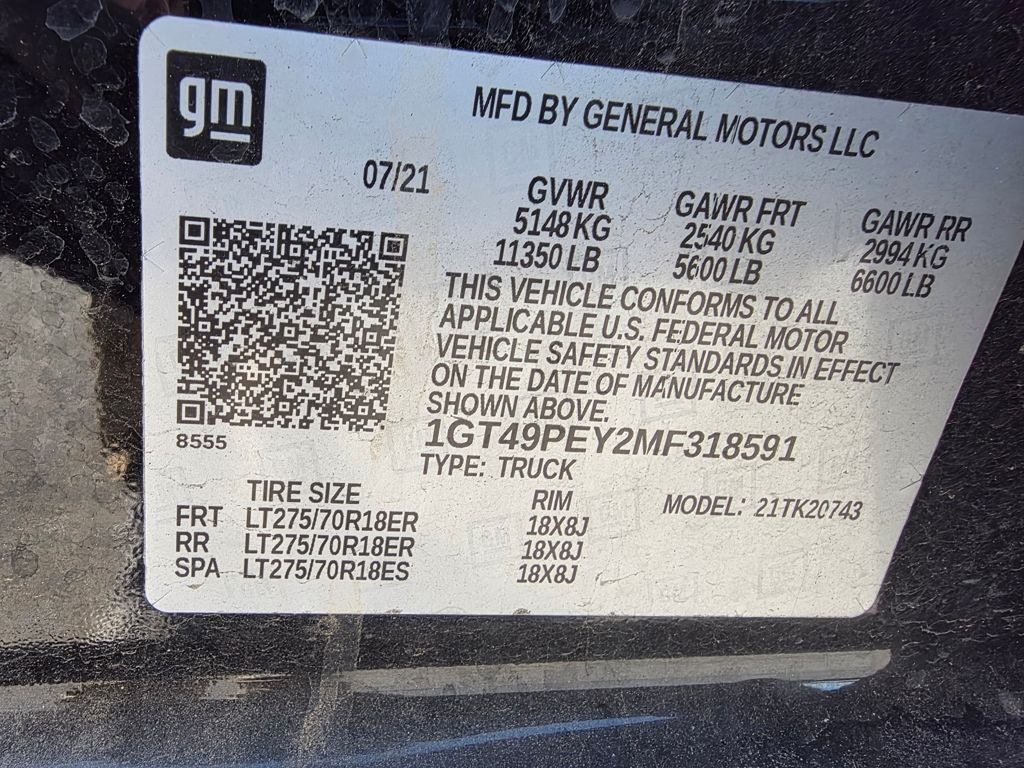 gm
MFD BY GENERAL MOTORS LLC
07/21
GVWR GAWR FRT GAWR RR
5148 KG 2540 KG 2994 KG
11350 LB 5600 LB 6600 LB
THIS VEHICLE CONFORMS TO ALL
APPLICABLE U.S. FEDERAL MOTOR
VEHICLE SAFETY STANDARDS IN EFFECT
ON THE DATE OF MANUFACTURE
SHOWN ABOVE.
8555
1GT49PEY2MF318591
TYPE: TRUCK
TIRE SIZE RIM MODEL: 21TK20743
FRT LT275/70R18ER 18X8J
RR LT275/70R18ER 18X8J
SPA LT275/70R18ES 18X8J